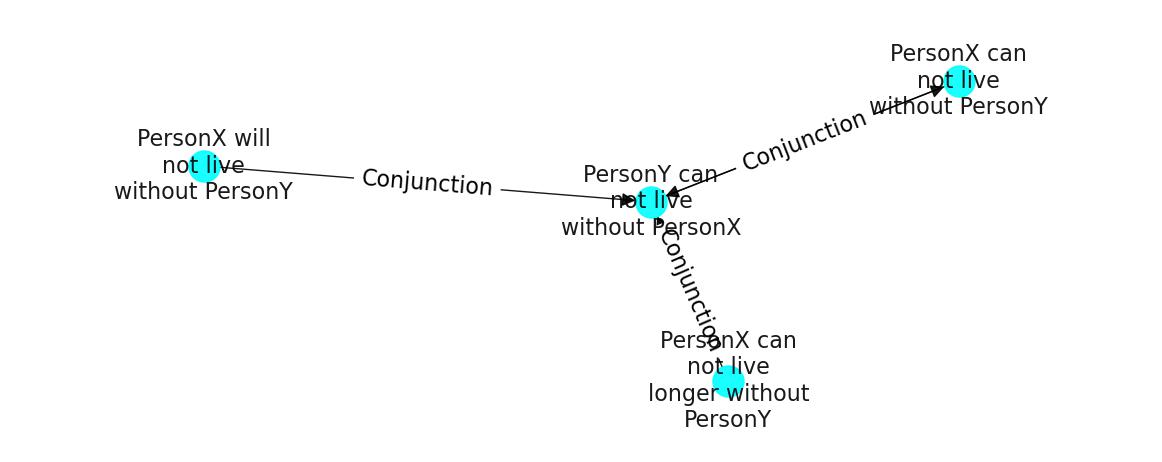 PersonX can
not live
without PersonY
Conjunction
PersonX will
not live
without PersonY
Conjunction
PersonY can
not live
without PersonX
Conjunction
PersonX can
not live
longer without
PersonY